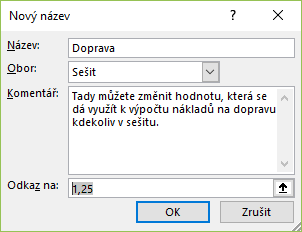 Nový název
?
Název: Doprava
Obor: Sešit
Komentář: Tady můžete změnit hodnotu, která se
dá využít k výpočtu nákladů na dopravu
kdekoliv v sešitu.
Odkaz na: 1,25
OK Zrušit